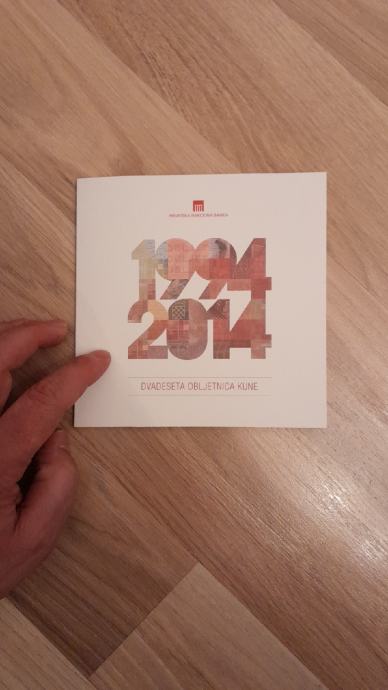 HRVATSKA NARODNA BANKA
1994
2014
DVADESETA OBLJETNICA KUNE